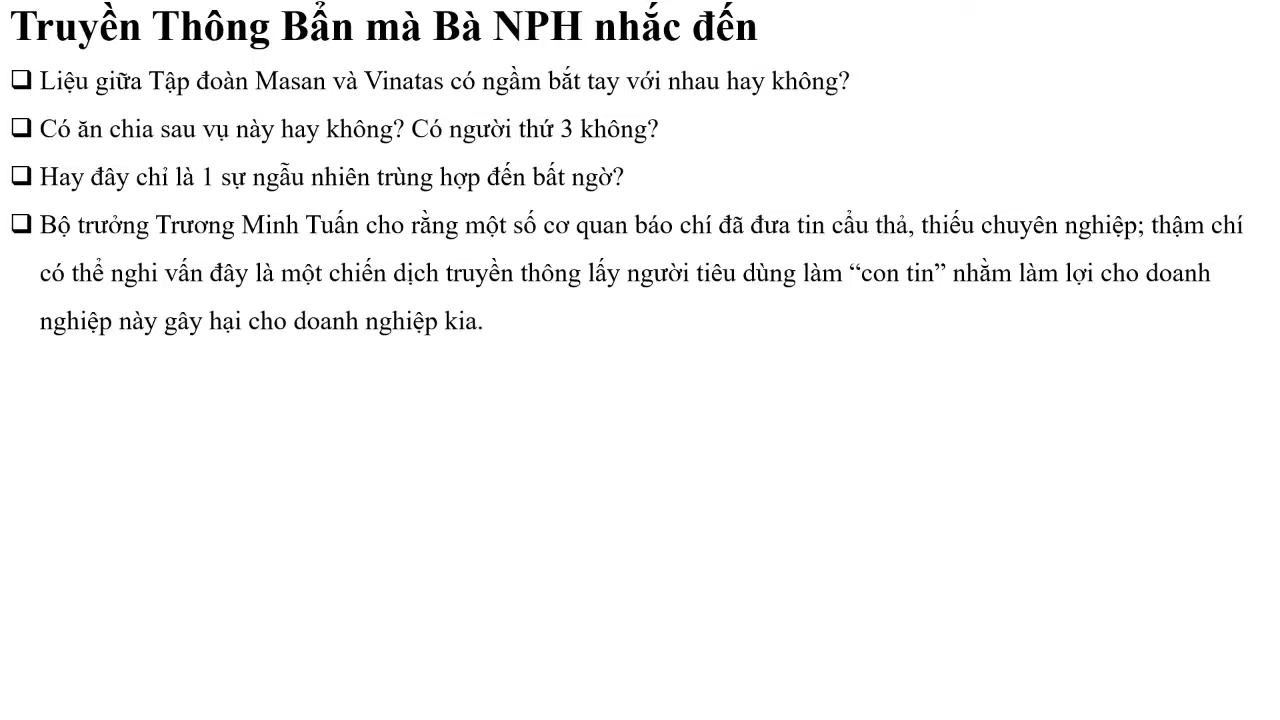 Truyền Thông Bẩn mà Bà NPH nhắc đến
❑ Liệu giữa Tập đoàn Masan và Vinatas có ngầm bắt tay với nhau hay không?
❑ Có ăn chia sau vụ này hay không? Có người thứ 3 không?
❑ Hay đây chỉ là 1 sự ngẫu nhiên trùng hợp đến bất ngờ?
❑ Bộ trưởng Trương Minh Tuấn cho rằng một số cơ quan báo chí đã đưa tin cẩu thả, thiếu chuyên nghiệp; thậm chí
có thể nghi vấn đây là một chiến dịch truyền thông lấy người tiêu dùng làm “con tin” nhằm làm lợi cho doanh
nghiệp này gây hại cho doanh nghiệp kia.